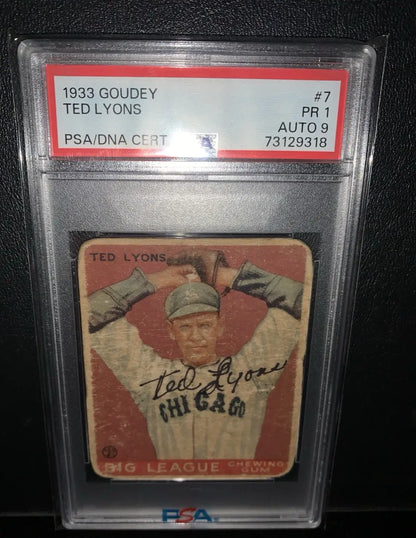 1933 GOUDEY #7
TED LYONS PR 1
AUTO 9
PSA/DNA CERT 73129318
TED LYONS
Ted Lyons
CHICAGO
BIG LEAGUE CHEWING GUM
PSA